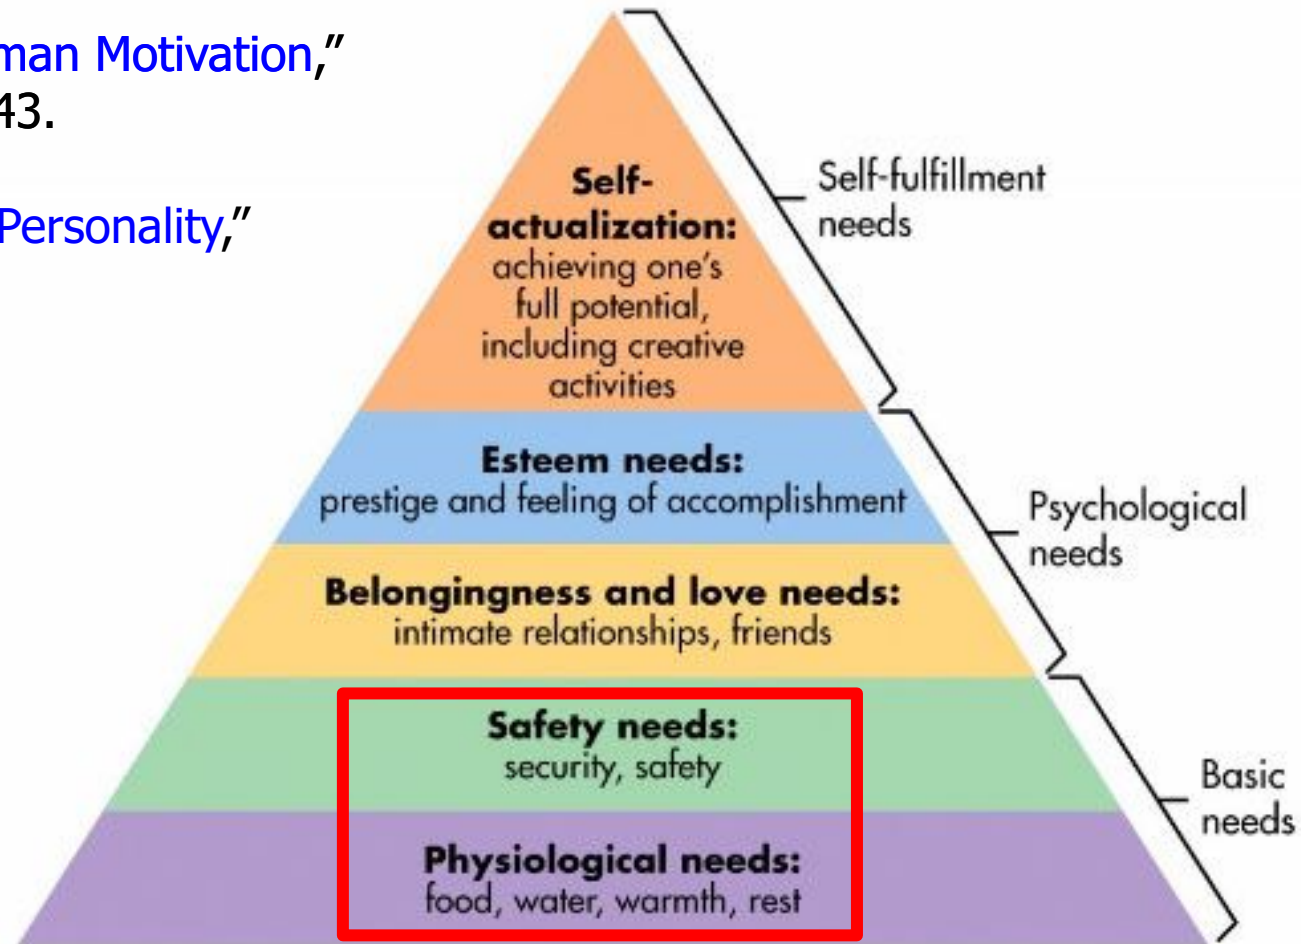 man Motivation,”
43.
Personality,”
Self-
actualization:
achieving one’s
full potential,
including creative
activities
Self-fulfillment
needs
Esteem needs:
prestige and feeling of accomplishment
Belongingness and love needs:
intimate relationships, friends
Psychological
needs
Safety needs:
security, safety
Physiological needs:
food, water, warmth, rest
Basic
needs